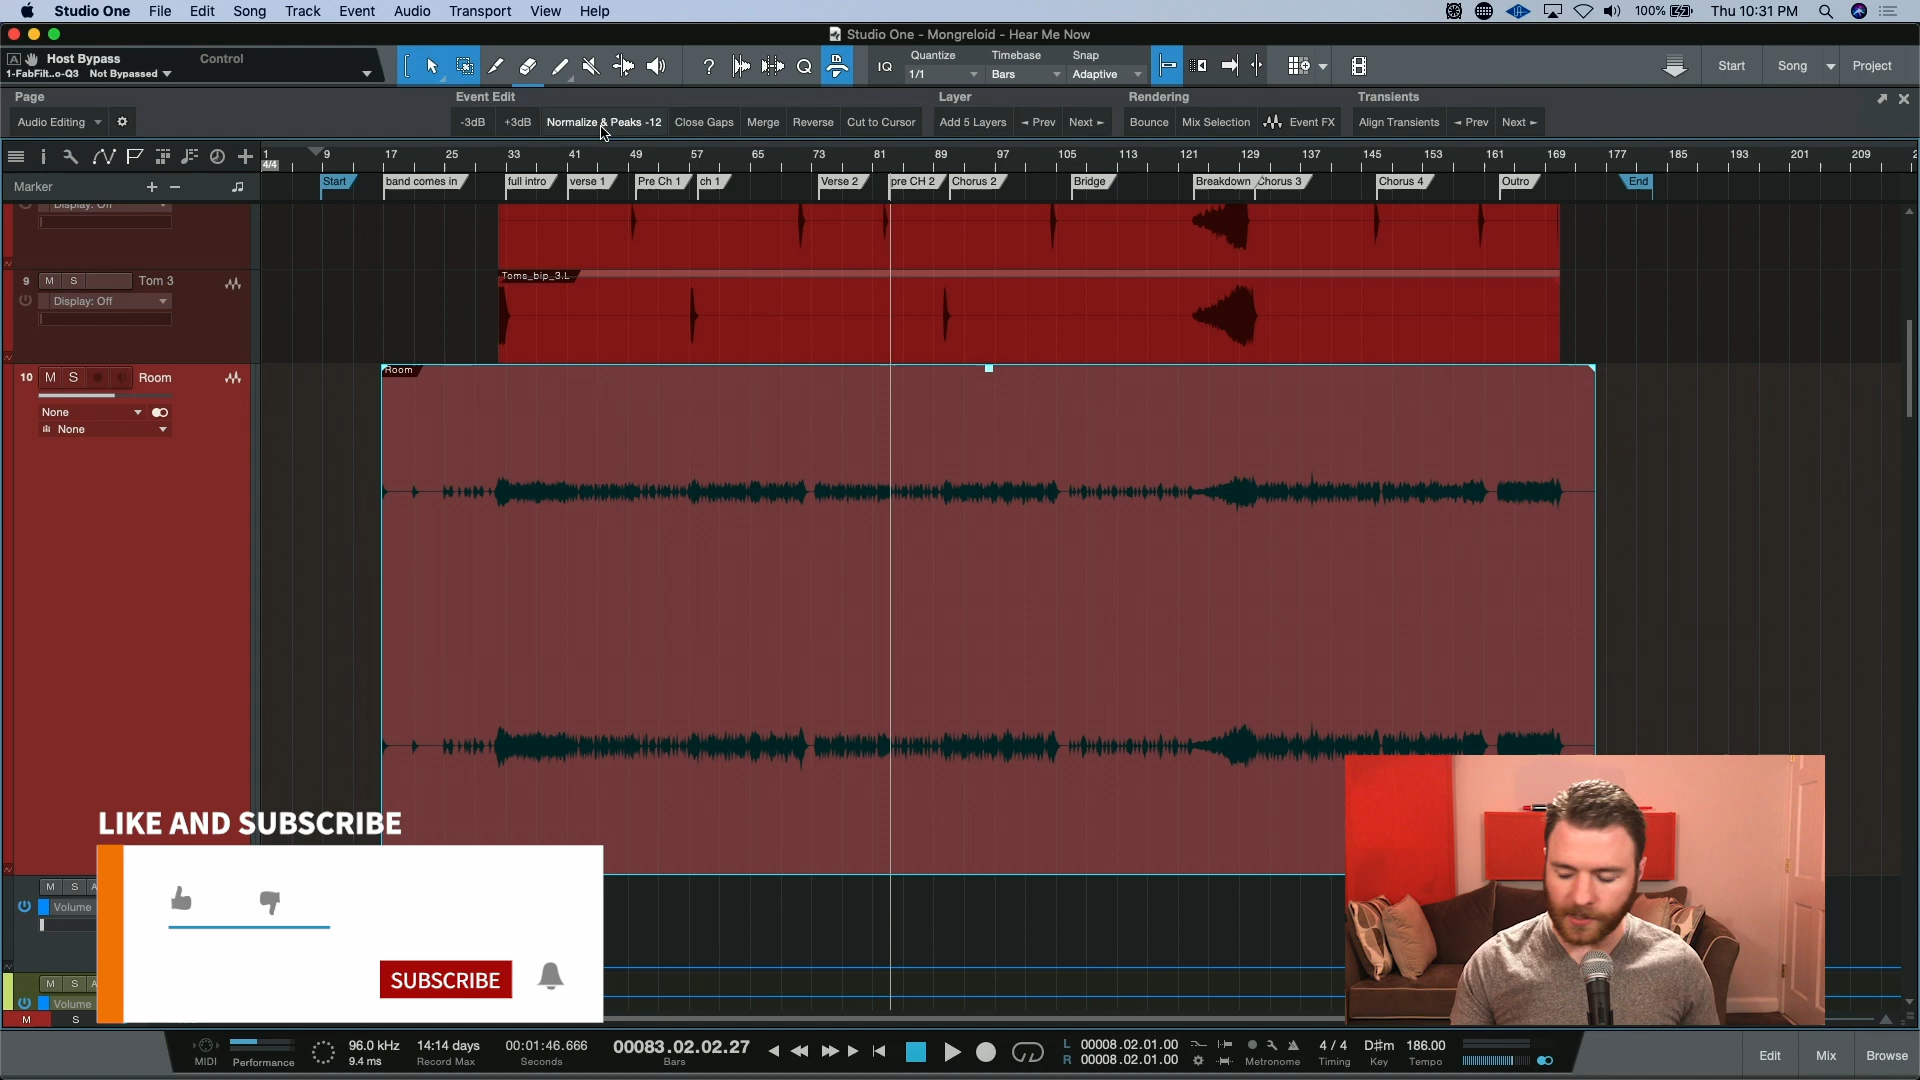 Studio One File Edit Song Track Event Audio Transport View Help
100% Thu 10:31 PM
Studio One - Mongreloid - Hear Me Now
Host Bypass Control
1-FabFilt..o-Q3 Not Bypassed
IQ
Quantize Timebase Snap
1/1 Bars Adaptive
Start Song Project
Page Event Edit Layer Rendering Transients
Audio Editing -3dB +3dB Normalize & Peaks -12 Close Gaps Merge Reverse Cut to Cursor Add 5 Layers Prev Next Bounce Mix Selection Event FX Align Transients Prev Next
1 9 17 25 33 41 49 57 65 73 81 89 97 105 113 121 129 137 145 153 161 169 177 185 193 201 209
4/4
Marker Start band comes in full intro verse 1 Pre Ch 1 ch 1 Verse 2 pre CH 2 Chorus 2 Bridge Breakdown Chorus 3 Chorus 4 Outro End
Display: Off
Toms_bip_3.L
9 M S Tom 3
Display: Off
Room
10 M S Room
None
None
LIKE AND SUBSCRIBE
M S A
Volume
SUBSCRIBE
M S A
Volume
M S
MIDI Performance
96.0 kHz
9.4 ms
14:14 days
Record Max
00:01:46.666
Seconds
00083.02.02.27
Bars
L 00008.02.01.00
R 00008.02.01.00
Metronome
4 / 4
Timing
D#m
Key
186.00
Tempo
Edit Mix Browse